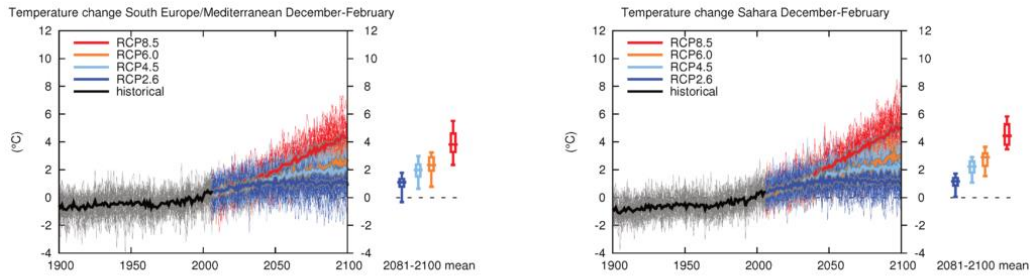 Temperature change South Europe/Mediterranean December-February
12
10
8
6
4
2
0
-2
-4
(°C)
RCP8.5
RCP6.0
RCP4.5
RCP2.6
historical
12
10
8
6
4
2
0
-2
-4
1900 1950 2000 2050 2100
2081-2100 mean
Temperature change Sahara December-February
12
10
8
6
4
2
0
-2
-4
(°C)
RCP8.5
RCP6.0
RCP4.5
RCP2.6
historical
12
10
8
6
4
2
0
-2
-4
1900 1950 2000 2050 2100
2081-2100 mean